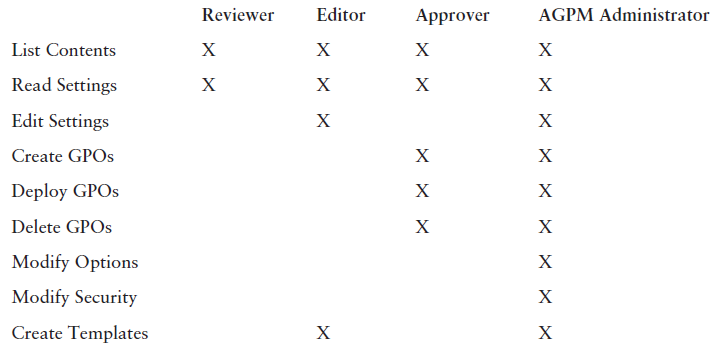 Reviewer Editor Approver AGPM Administrator
List Contents X X X X
Read Settings X X X X
Edit Settings X X
Create GPOs X X
Deploy GPOs X X
Delete GPOs X X
Modify Options X
Modify Security X
Create Templates X X